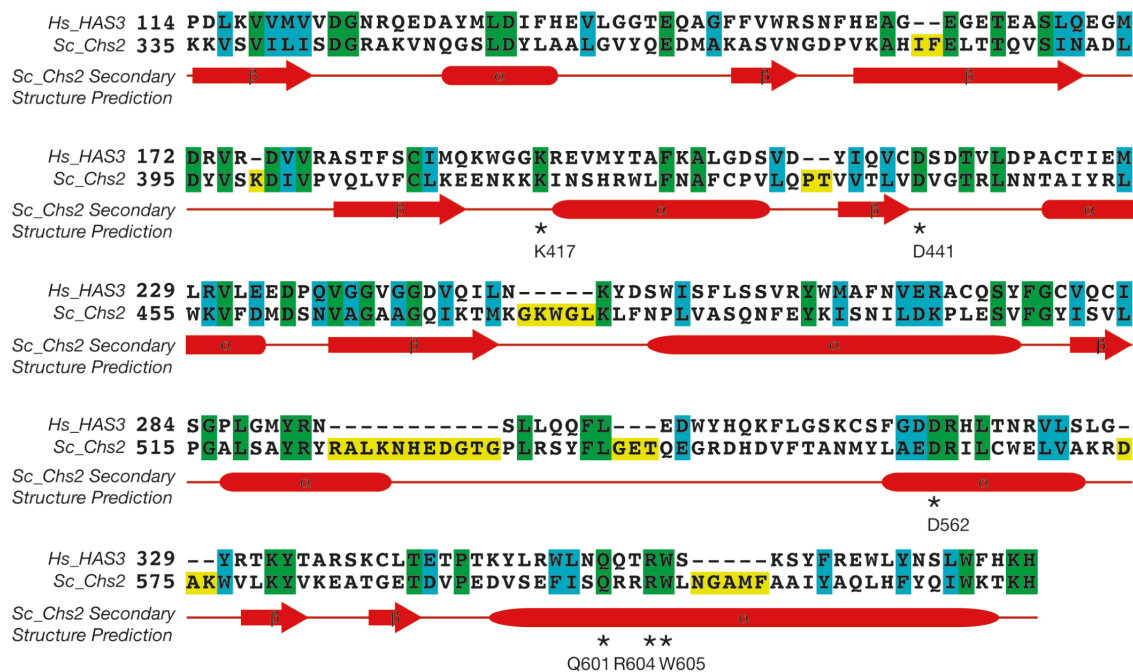 Hs_HAS3 114 PDLKVVMVVDGNRQEDAYMLDIFHEVLGGTEQAGFFVWRSNFHEAG--EGETEASLQEGM
Sc_Chs2 335 KKVSVILISDGRAKVNQGSLDYLAALGVYQEDMAKASVNGDPVKAHIFELTTQVSINADL
Sc_Chs2 Secondary
Structure Prediction
β α β β
Hs_HAS3 172 DRVR-DVVRASTFSCIMQKWGGKREVMYTAFKALGDSVD--YIQVCDSDTVLDPACTIEM
Sc_Chs2 395 DYVSKDIVPVQLVFCLKEENKKKINSHRWLFNAFCPVLQPTVVTLVDVGTRLNNTAIYRL
Sc_Chs2 Secondary
Structure Prediction
β α β α
* *
K417 D441
Hs_HAS3 229 LRVLEEDPQVGGVGGDVQILN-----KYDSWISFLSSVRYWMAFNVERACQSYFGCVQCI
Sc_Chs2 455 WKVFDMDSNVAGAAGQIKTMKGKWGLKLFNPLVASQNFEYKISNILDKPLESVFGYISVL
Sc_Chs2 Secondary
Structure Prediction
α β α β
Hs_HAS3 284 SGPLGMYRN-----------SLLQQFL---EDWYHQKFLGSKCSFGDDRHLTNRVLSLG-
Sc_Chs2 515 PGALSAYRYRALKNHEDGTGPLRSYFLGETQEGRDHDVFTANMYLAEDRILCWELVAKRD
Sc_Chs2 Secondary
Structure Prediction
α α
*
D562
Hs_HAS3 329 --YRTKYTARSKCLTETPTKYLRWLNQQTRWS-----KSYFREWLYNSLWFHKH
Sc_Chs2 575 AKWVLKYVKEATGETDVPEDVSEFISQRRRWLNGAMFAAIYAQLHFYQIWKTKH
Sc_Chs2 Secondary
Structure Prediction
β β α
* * *
Q601 R604 W605